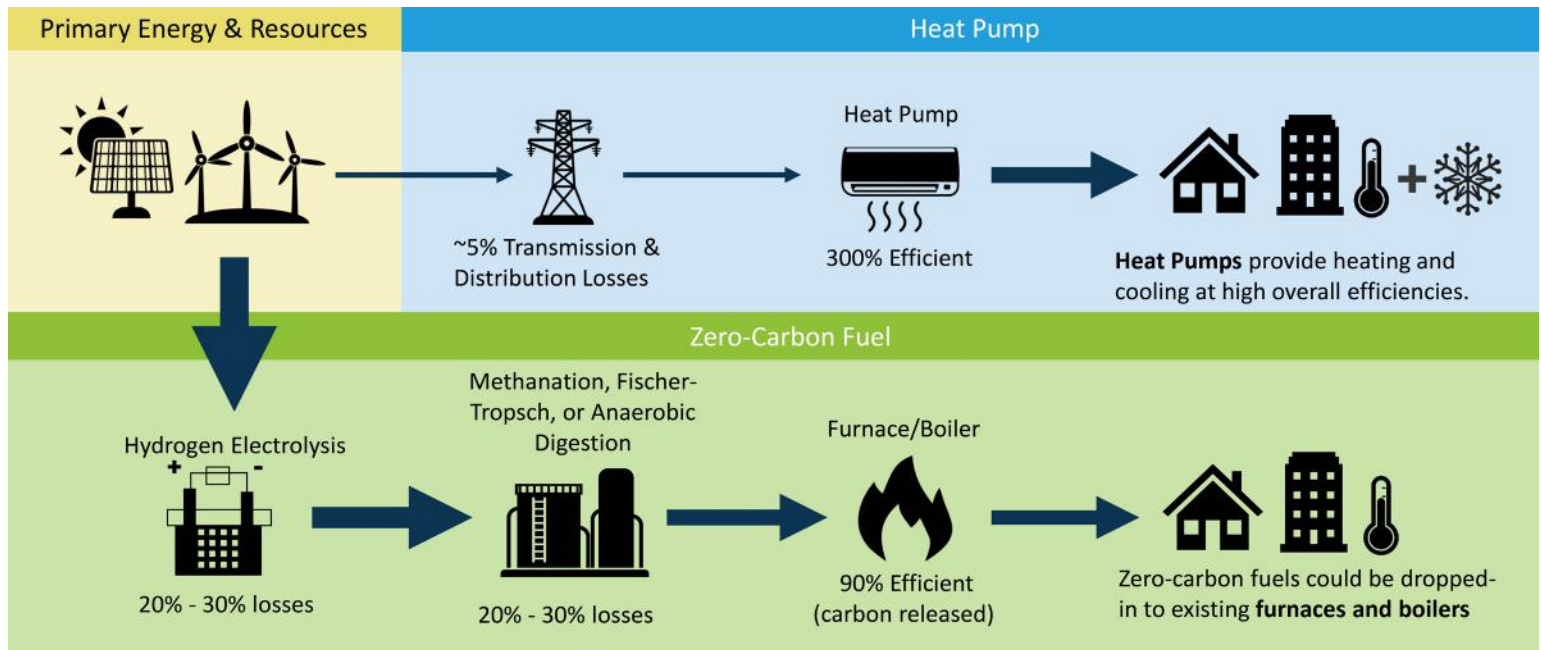 Primary Energy & Resources
Heat Pump
Heat Pump
~5% Transmission &
Distribution Losses
300% Efficient
Heat Pumps provide heating and
cooling at high overall efficiencies.
Zero-Carbon Fuel
Hydrogen Electrolysis
+ -
20% - 30% losses
Methanation, Fischer-
Tropsch, or Anaerobic
Digestion
20% - 30% losses
Furnace/Boiler
90% Efficient
(carbon released)
Zero-carbon fuels could be dropped-
in to existing furnaces and boilers